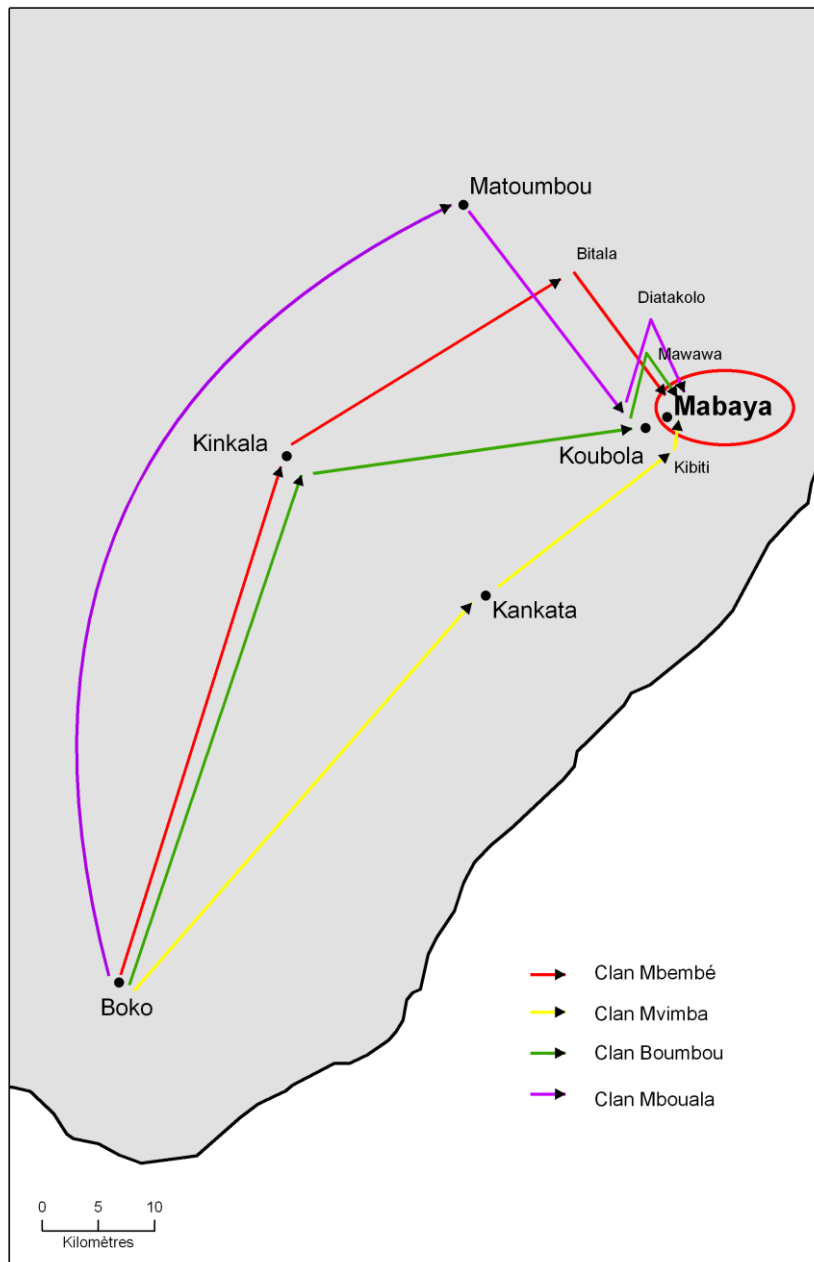 Matoumbou
Bitala
Diatakolo
Mawawa
Mabaya
Kinkala
Koubola
Kibiti
Kankata
Boko
Clan Mbembé
Clan Mvimba
Clan Boumbou
Clan Mbouala
0 5 10
Kilomètres